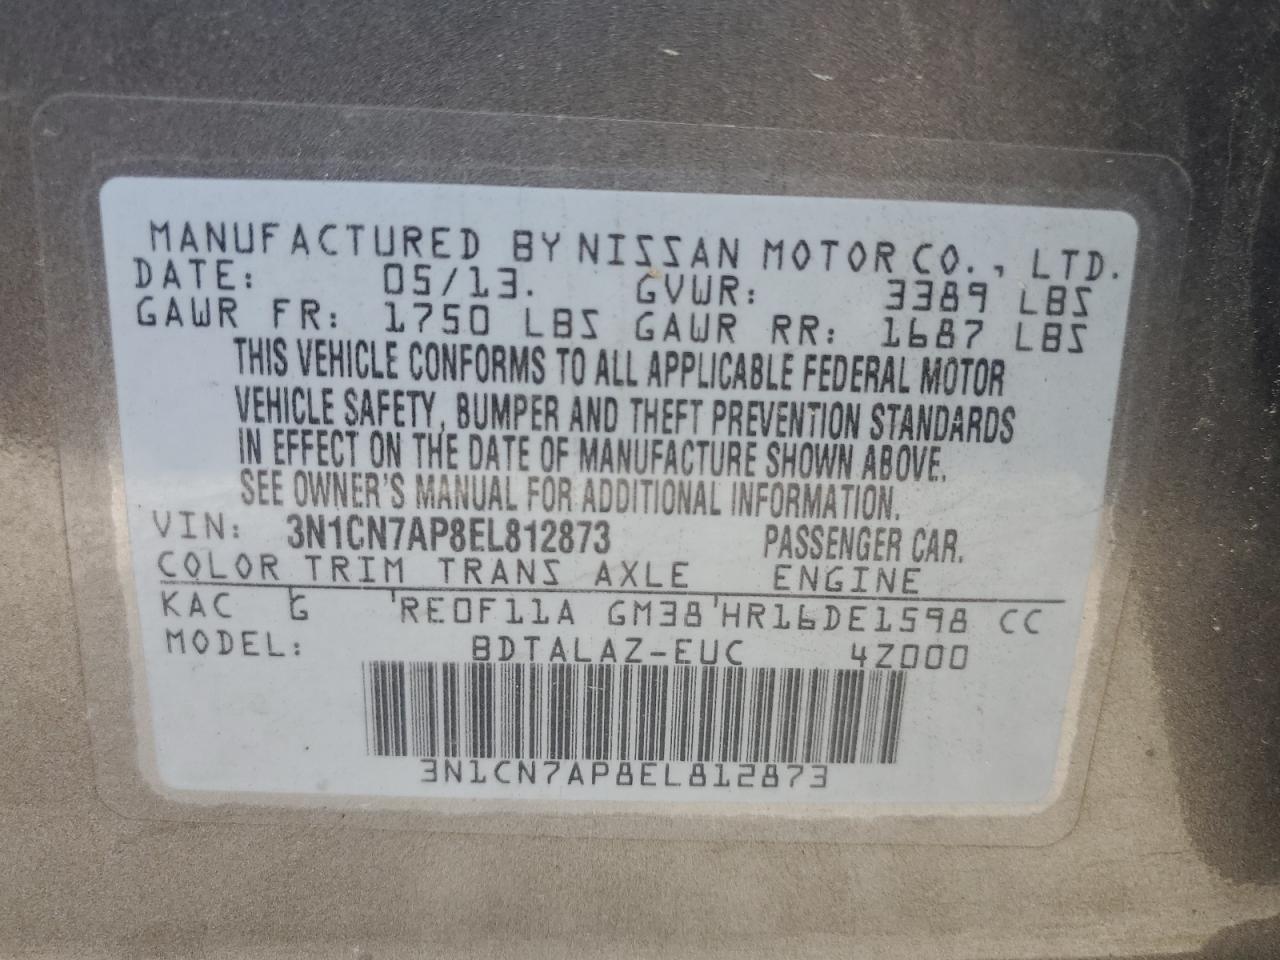 MANUFACTURED BY NISSAN MOTOR CO., LTD.
DATE: 05/13. GVWR: 3389 LBS
GAWR FR: 1750 LBS GAWR RR: 1687 LBS
THIS VEHICLE CONFORMS TO ALL APPLICABLE FEDERAL MOTOR
VEHICLE SAFETY, BUMPER AND THEFT PREVENTION STANDARDS
IN EFFECT ON THE DATE OF MANUFACTURE SHOWN ABOVE.
SEE OWNER'S MANUAL FOR ADDITIONAL INFORMATION.
VIN: 3N1CN7AP8EL812873 PASSENGER CAR.
COLOR TRIM TRANS AXLE ENGINE
KAC G RE0F11A GM38 HR16DE1598 CC
MODEL: BDTALAZ-EUC 4Z000
3N1CN7AP8EL812873